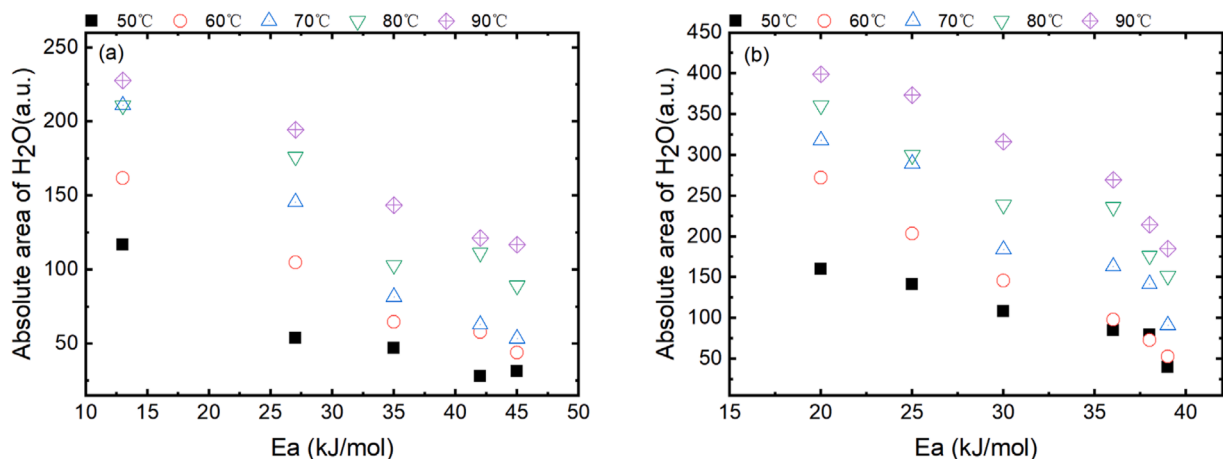 50℃ 60℃ 70℃ 80℃ 90℃
(a)
Absolute area of H₂O(a.u.)
250
200
150
100
50
10 15 20 25 30 35 40 45 50
Ea (kJ/mol)
50℃ 60℃ 70℃ 80℃ 90℃
(b)
Absolute area of H₂O(a.u.)
450
400
350
300
250
200
150
100
50
15 20 25 30 35 40
Ea (kJ/mol)